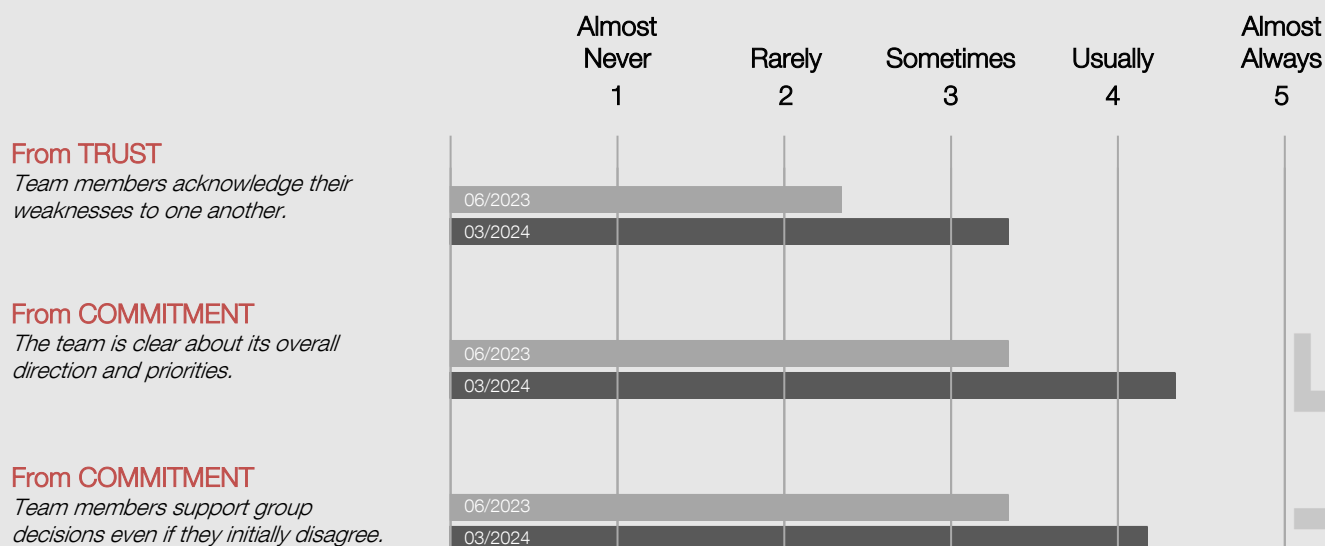 Almost Never
Rarely
Sometimes
Usually
Almost Always
1
2
3
4
5
From TRUST
Team members acknowledge their
weaknesses to one another.
06/2023
03/2024
From COMMITMENT
The team is clear about its overall
direction and priorities.
06/2023
03/2024
From COMMITMENT
Team members support group
decisions even if they initially disagree.
06/2023
03/2024